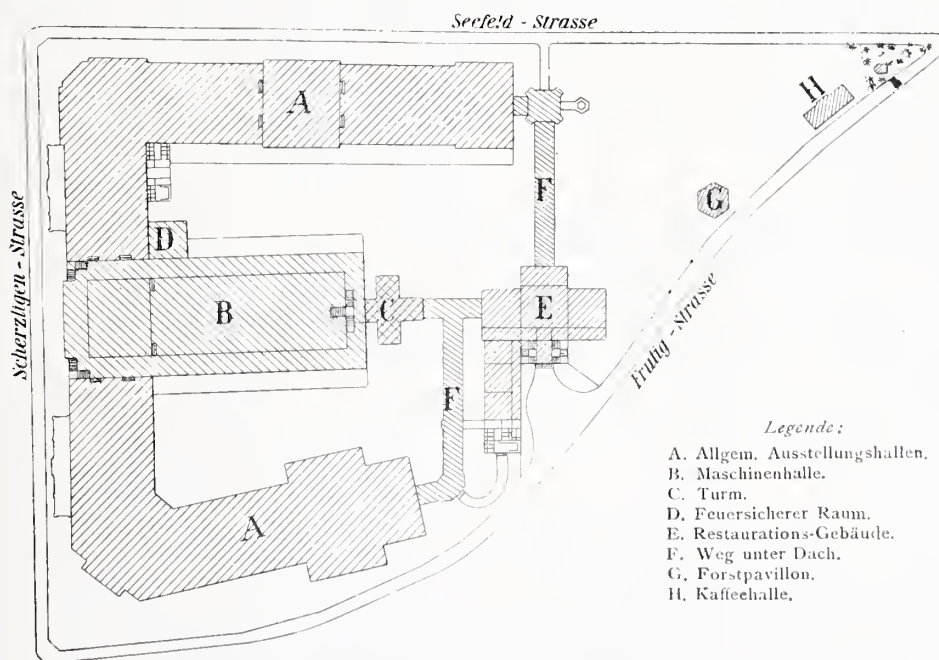 Seefeld - Strasse
A
H
F
G
D
Scherzligen - Strasse
B
C
E
Frutig - Strasse
F
A
Legende:
A. Allgem. Ausstellungshallen.
B. Maschinenhalle.
C. Turm.
D. Feuersicherer Raum.
E. Restaurations-Gebäude.
F. Weg unter Dach.
G. Forstpavillon.
H. Kaffeehalle.